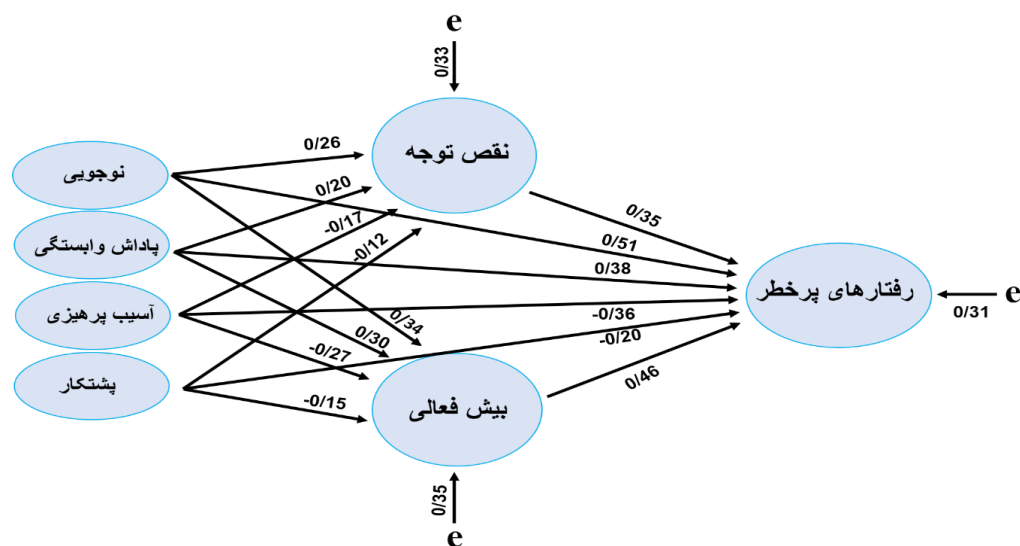 e
0/33
نقص توجه
نوجویی
0/26
0/20
پاداش وابستگی
-0/17
-0/12
0/35
0/51
0/38
رفتارهای پرخطر
e
0/31
آسیب پرهیزی
-0/36
-0/20
0/34
0/30
-0/27
پشتکار
0/46
-0/15
بیش فعالی
0/35
e